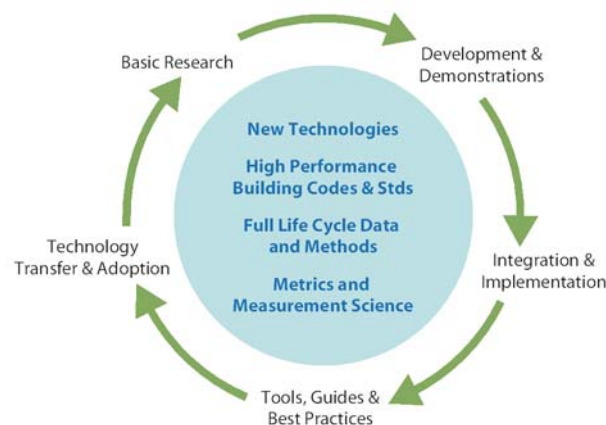 Basic Research
Development &
Demonstrations
New Technologies
High Performance
Building Codes & Stds
Full Life Cycle Data
and Methods
Metrics and
Measurement Science
Technology
Transfer & Adoption
Integration &
Implementation
Tools, Guides &
Best Practices